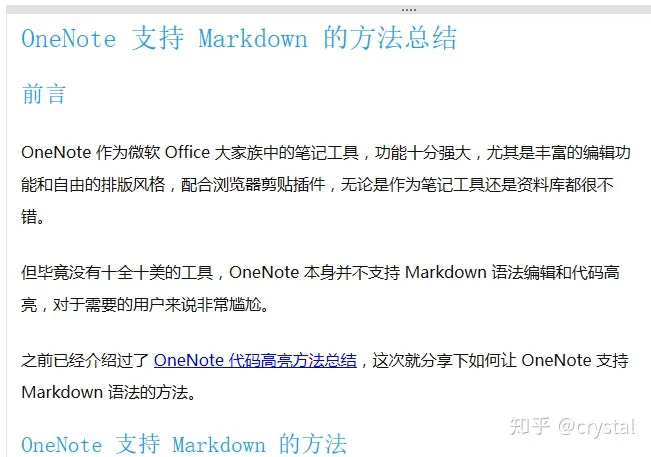 OneNote 支持 Markdown 的方法总结
前言
OneNote 作为微软 Office 大家族中的笔记工具，功能十分强大，尤其是丰富的编辑功
能和自由的排版风格，配合浏览器剪贴插件，无论是作为笔记工具还是资料库都很不
错。
但毕竟没有十全十美的工具，OneNote 本身并不支持 Markdown 语法编辑和代码高
亮，对于需要的用户来说非常尴尬。
之前已经介绍过了 OneNote 代码高亮方法总结，这次就分享下如何让 OneNote 支持
Markdown 语法的方法。
知乎 @crystal
OneNote 支持 Markdown 的方法